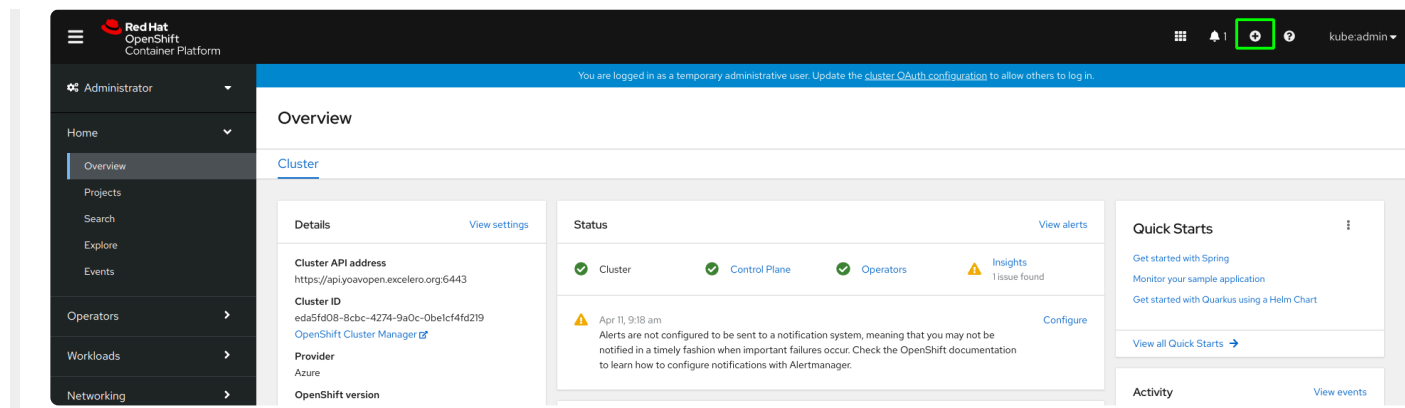 Red Hat
OpenShift
Container Platform
1
kube:admin
Administrator
You are logged in as a temporary administrative user. Update the cluster OAuth configuration to allow others to log in.
Home
Overview
Projects
Search
Explore
Events
Operators
Workloads
Networking
Overview
Cluster
Details
View settings
Cluster API address
https://api.yoavopen.excelero.org:6443
Cluster ID
eda5fd08-8cbc-4274-9a0c-0be1cf4fd219
OpenShift Cluster Manager
Provider
Azure
OpenShift version
Status
View alerts
Cluster
Control Plane
Operators
Insights
1 issue found
Apr 11, 9:18 am
Configure
Alerts are not configured to be sent to a notification system, meaning that you may not be
notified in a timely fashion when important failures occur. Check the OpenShift documentation
to learn how to configure notifications with Alertmanager.
Quick Starts
Get started with Spring
Monitor your sample application
Get started with Quarkus using a Helm Chart
View all Quick Starts
Activity
View events